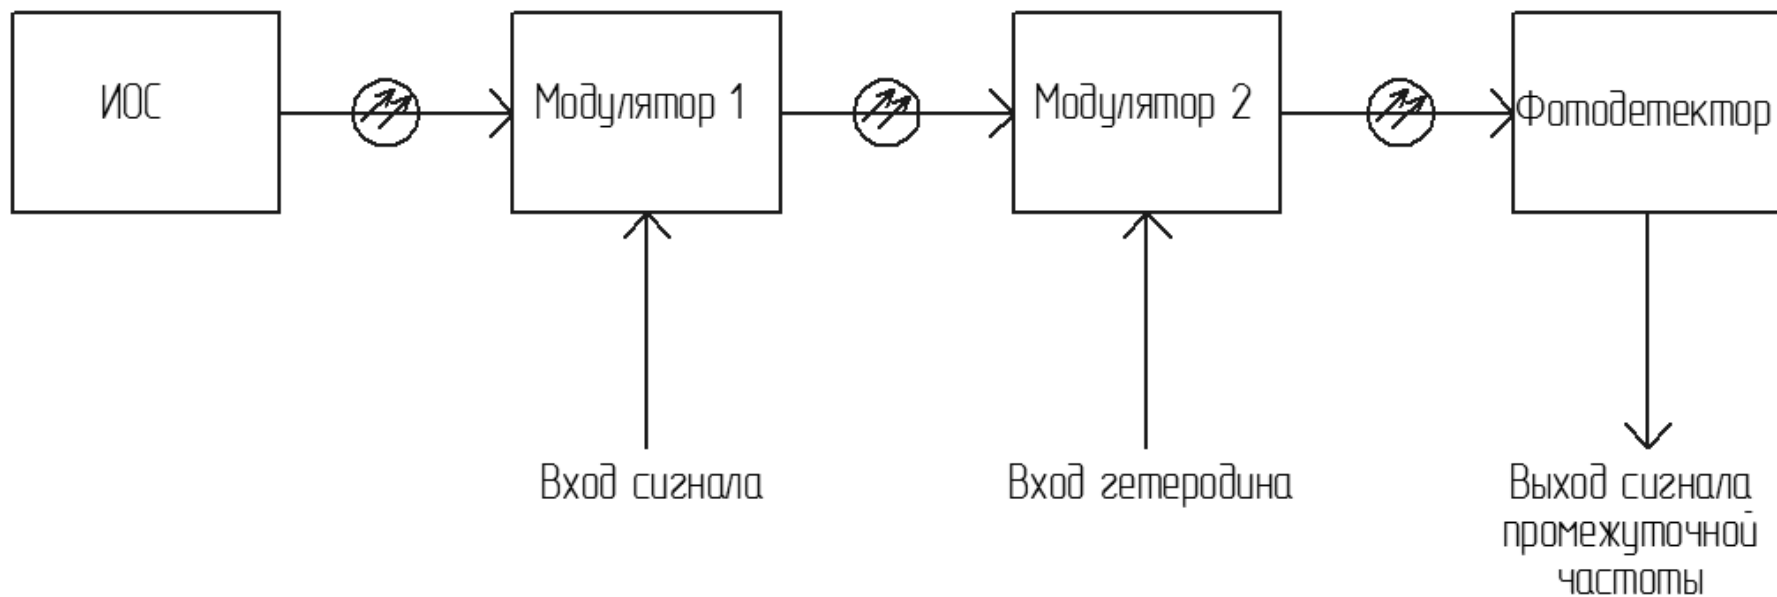 ИОС
Модулятор 1
Модулятор 2
Фотодетектор
Вход сигнала
Вход гетеродина
Выход сигнала
промежуточной
частоты